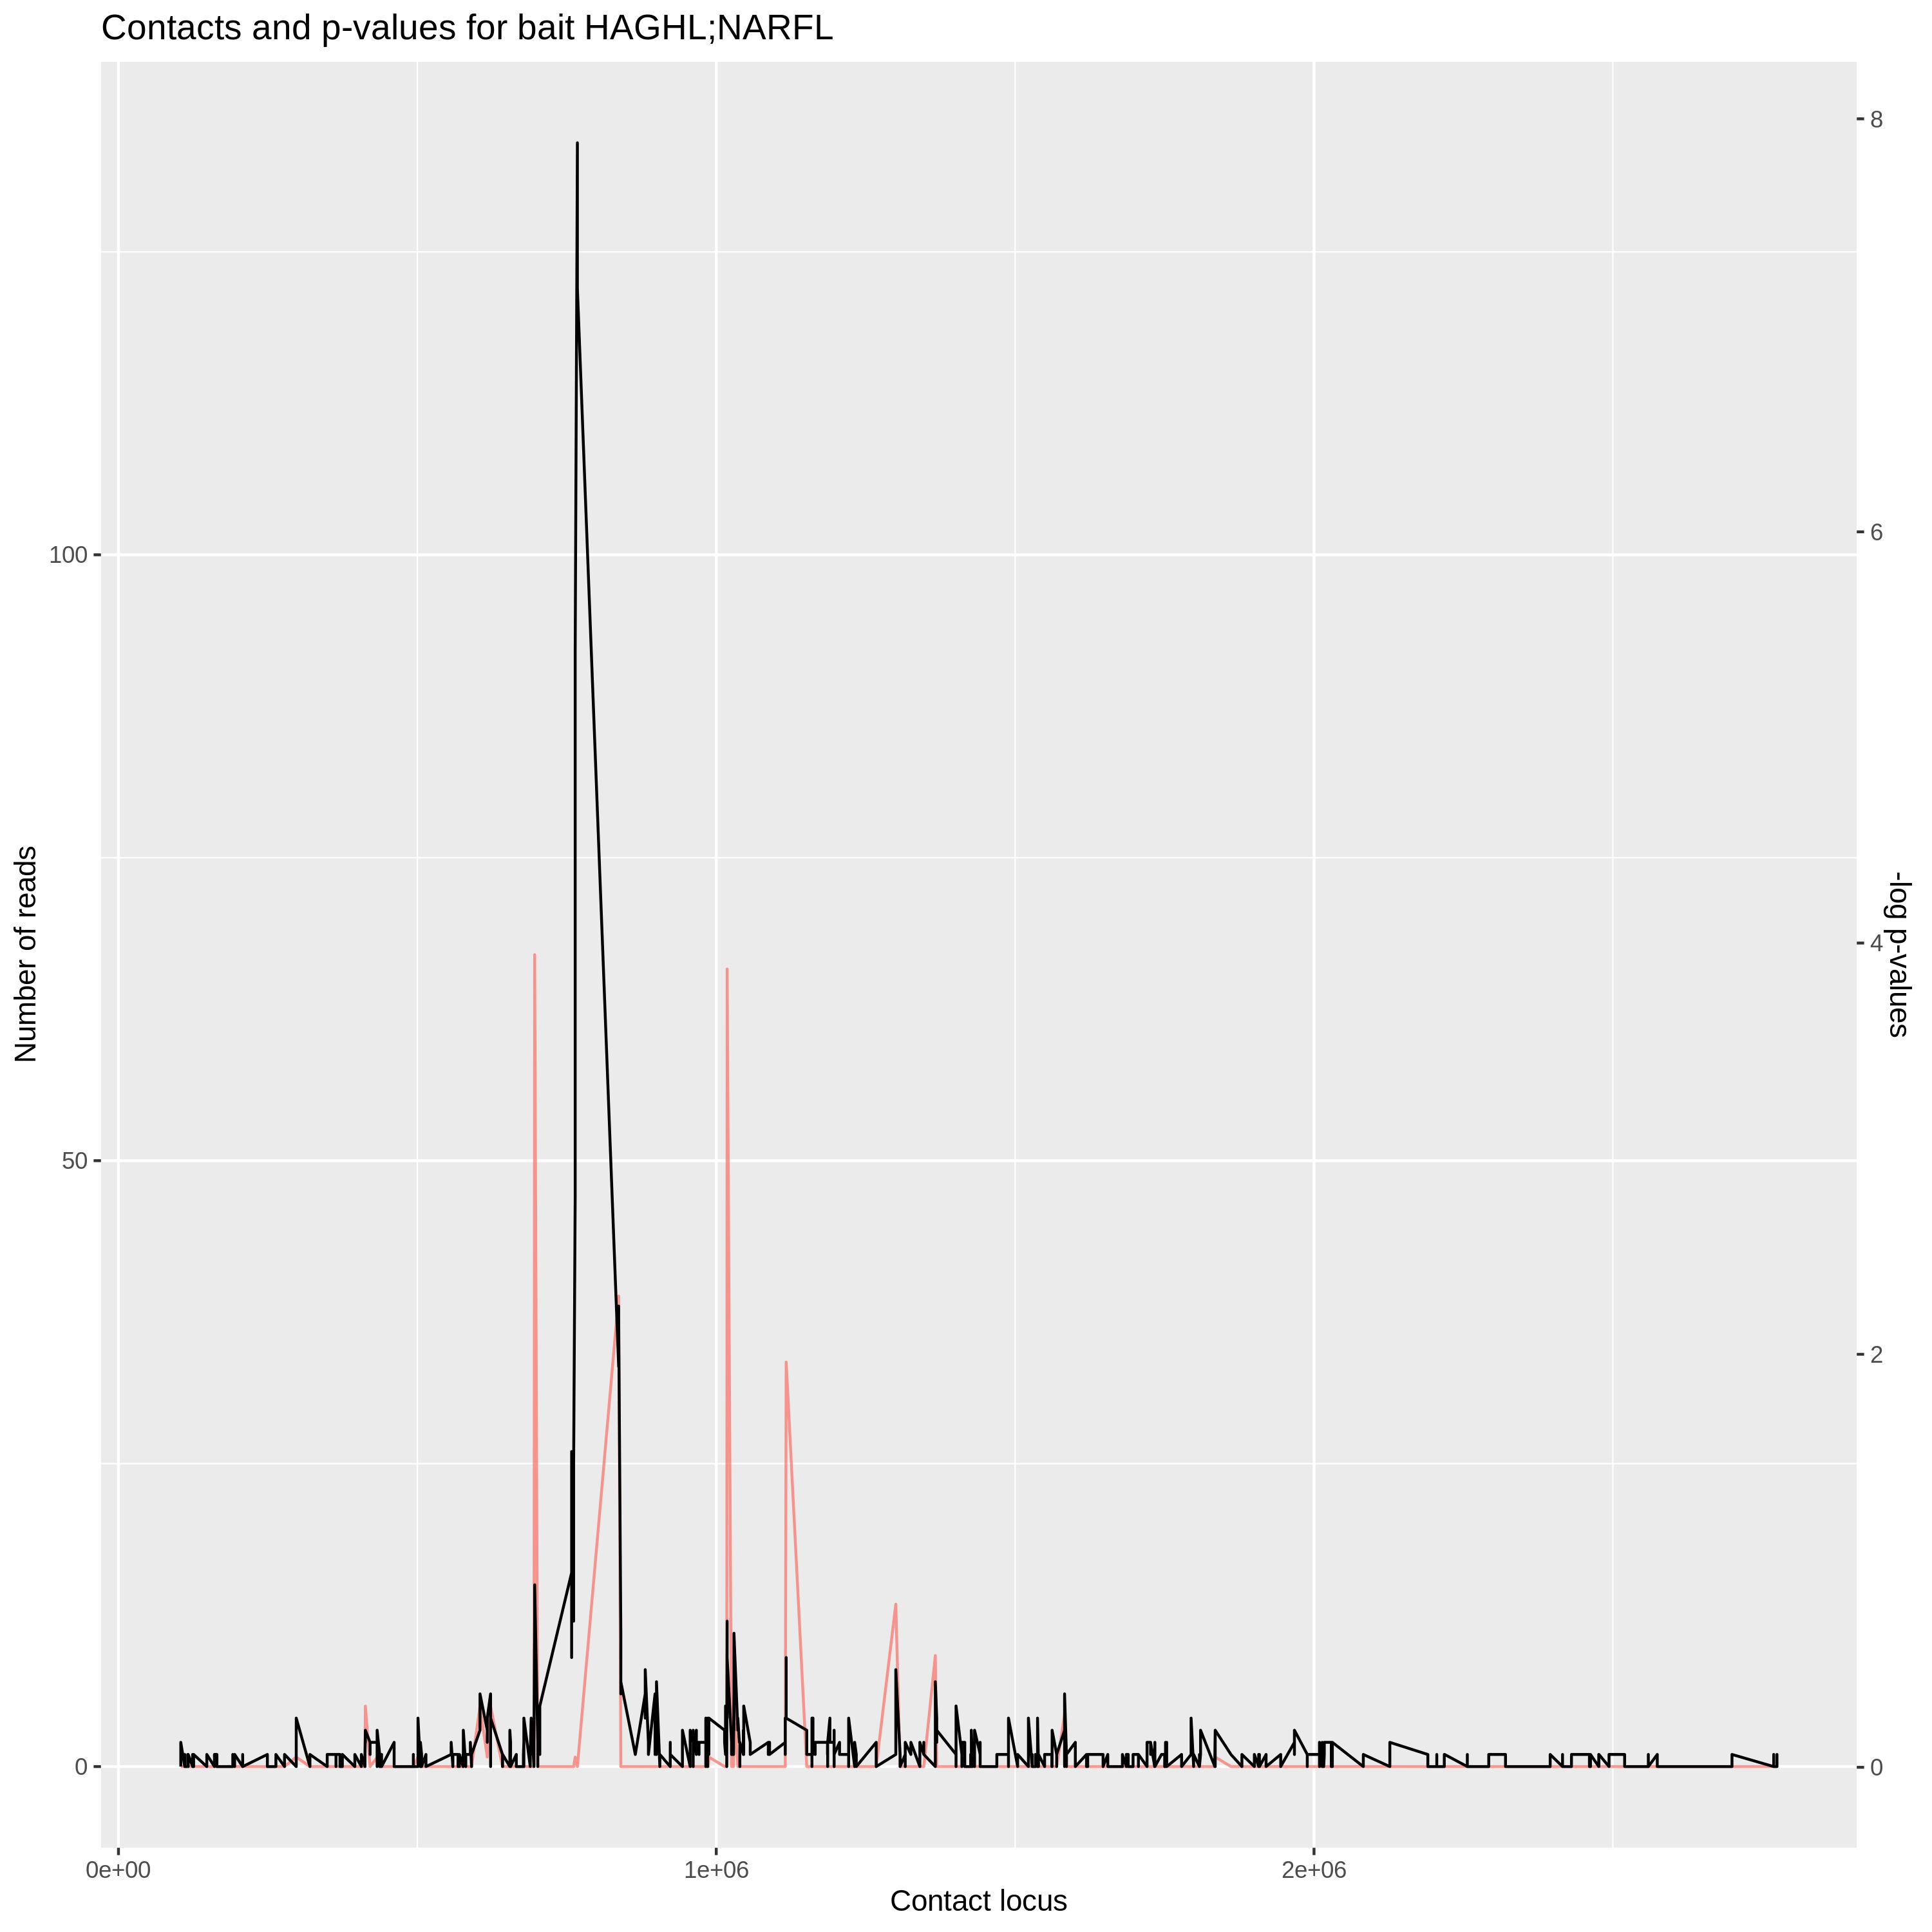 Contacts and p-values for bait HAGHL;NARFL
Number of reads
100
50
0
8
6
4
2
0
-log p-values
0e+00
1e+06
2e+06
Contact locus